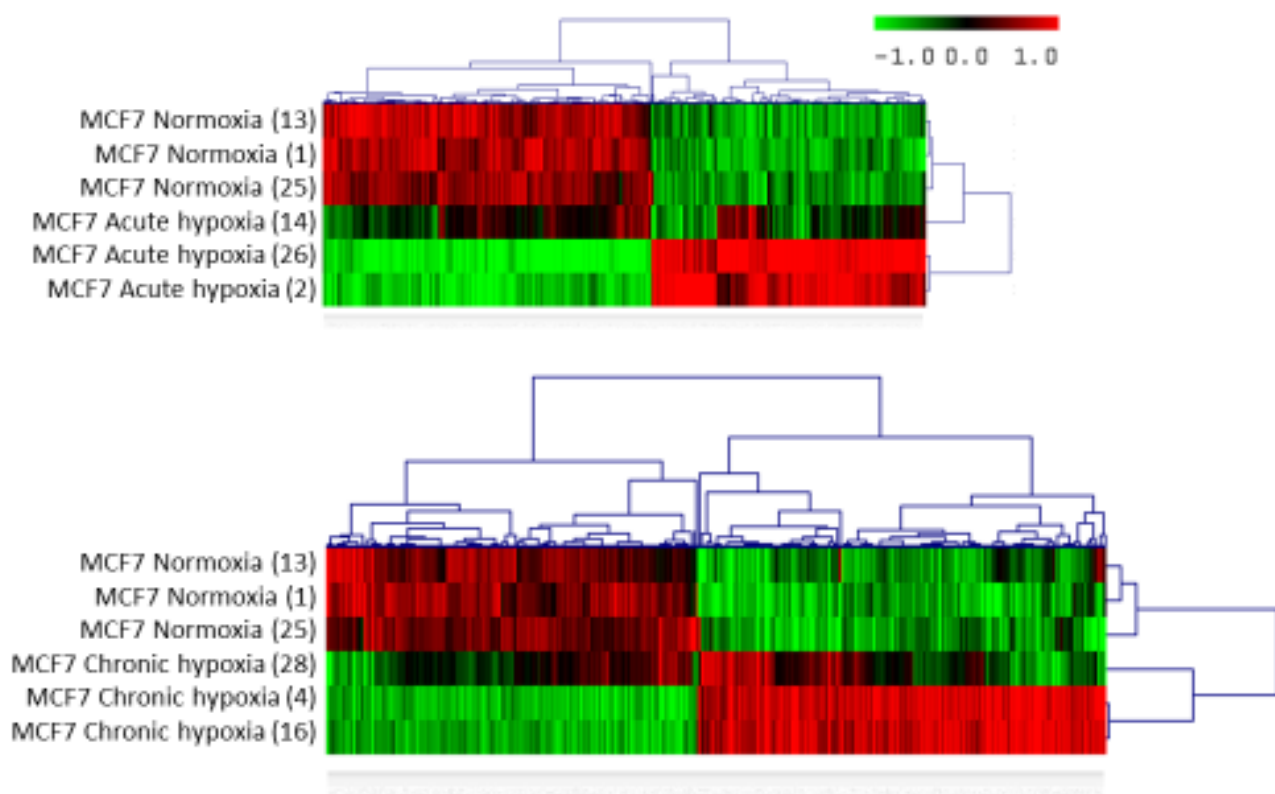 -1.0 0.0 1.0
MCF7 Normoxia (13)
MCF7 Normoxia (1)
MCF7 Normoxia (25)
MCF7 Acute hypoxia (14)
MCF7 Acute hypoxia (26)
MCF7 Acute hypoxia (2)
MCF7 Normoxia (13)
MCF7 Normoxia (1)
MCF7 Normoxia (25)
MCF7 Chronic hypoxia (28)
MCF7 Chronic hypoxia (4)
MCF7 Chronic hypoxia (16)